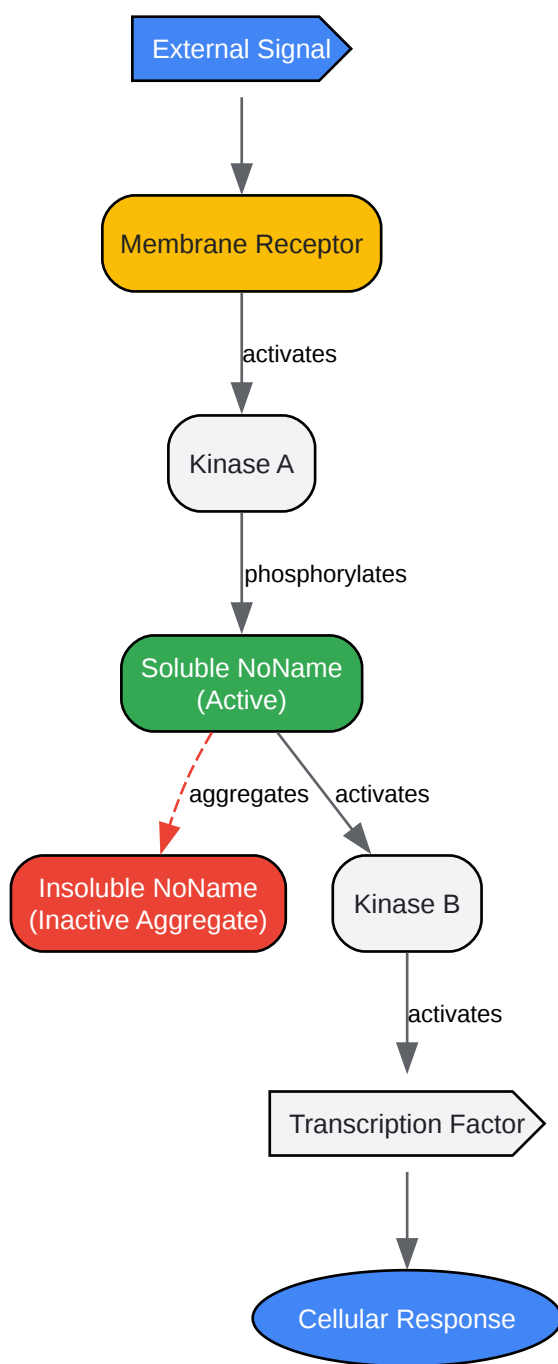 External Signal
Membrane Receptor
activates
Kinase A
phosphorylates
Soluble NoName
(Active)
aggregates
activates
Insoluble NoName
(Inactive Aggregate)
Kinase B
activates
Transcription Factor
Cellular Response